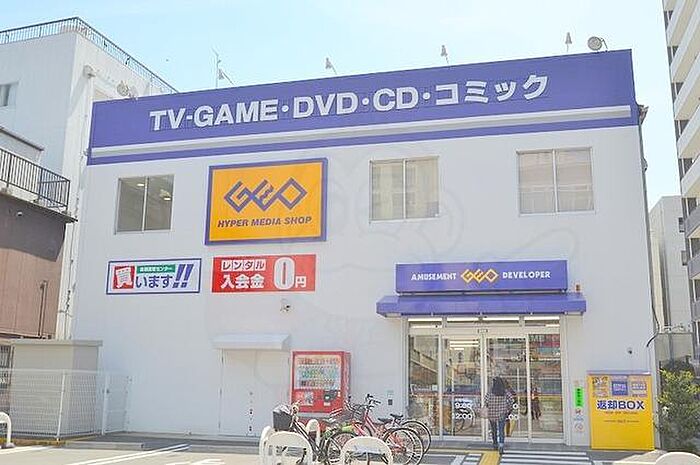 TV-GAME・DVD・CD・コミック
GEO
HYPER MEDIA SHOP
買います!!
レンタル
入会金0円
AMUSEMENT GEO DEVELOPER
返却BOX